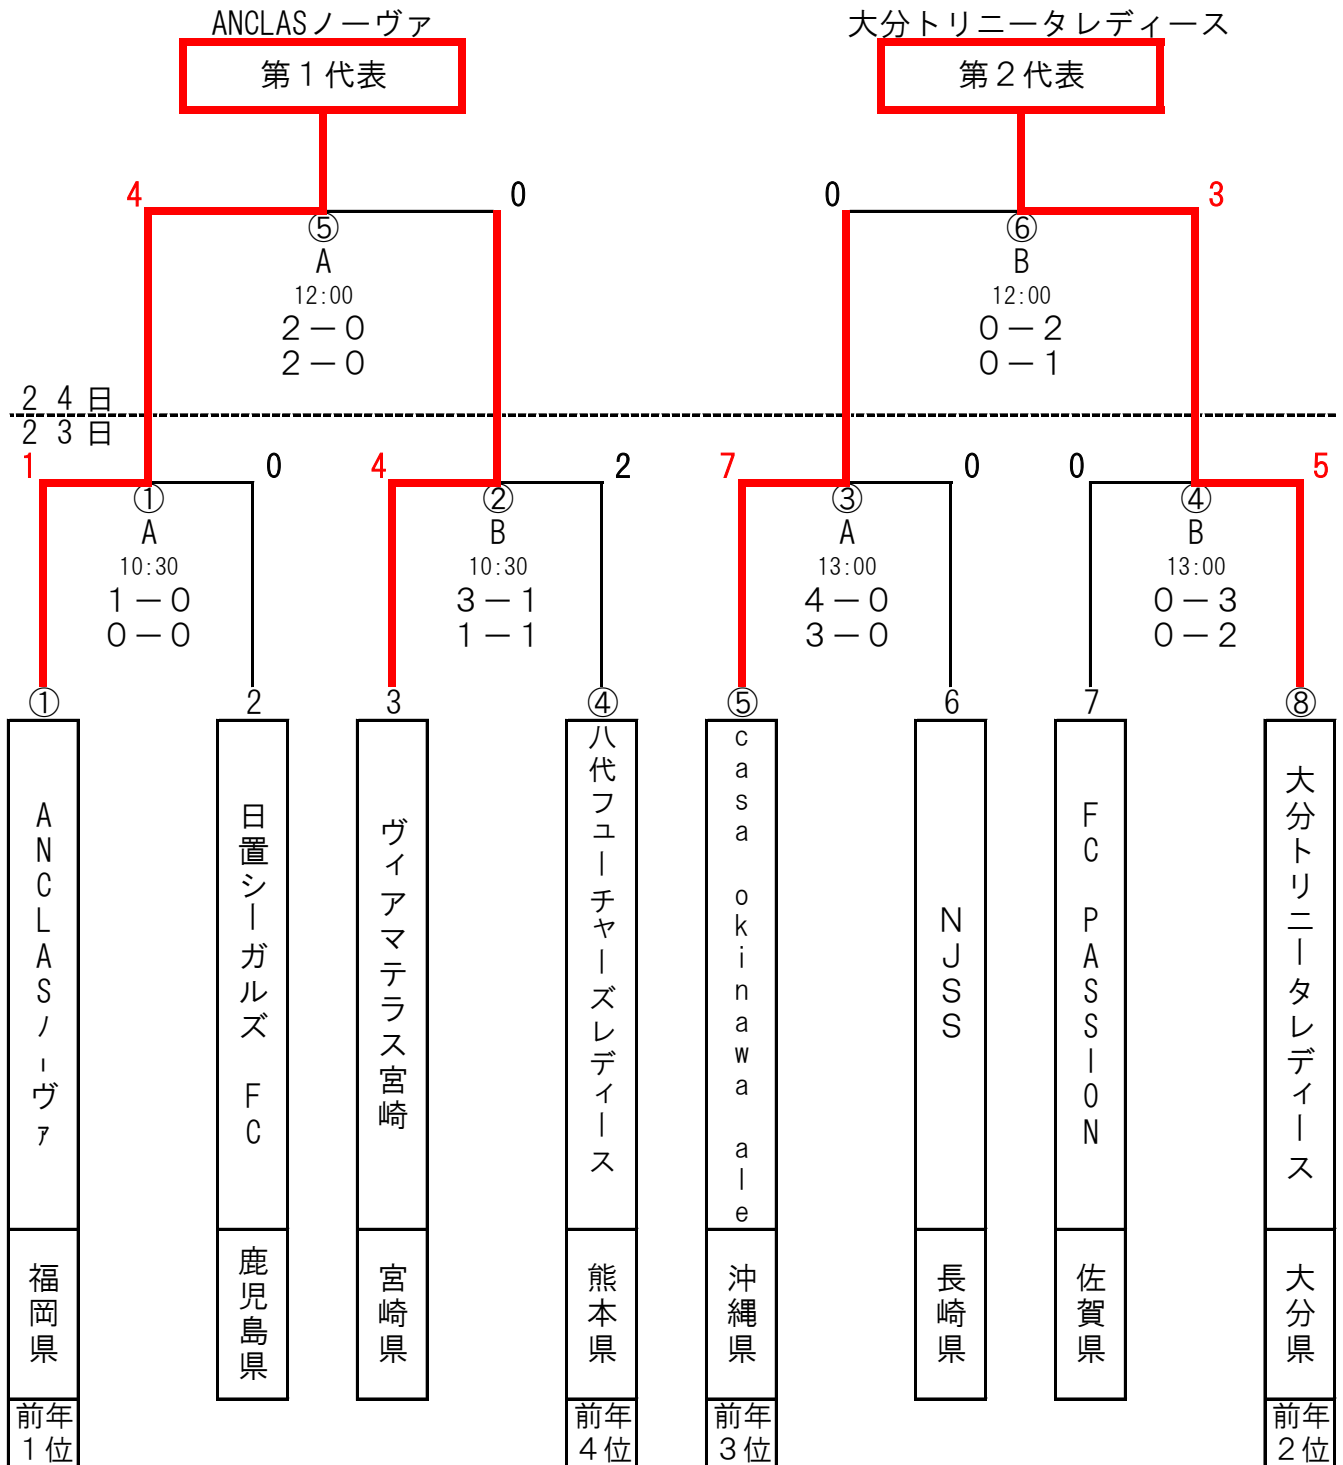 ANCLASノーヴァ
大分トリニータレディース
第１代表
第２代表
4
0
0
3
⑤
A
12:00
２－０
２－０
⑥
B
12:00
０－２
０－１
２４日
２３日
1
0
4
2
7
0
0
5
①
A
10:30
１－０
０－０
②
B
10:30
３－１
１－１
③
A
13:00
４－０
３－０
④
B
13:00
０－３
０－２
①
2
3
④
⑤
6
7
⑧
ANCLASノーヴァ
日置シーガルズ　FC
ヴィアマテラス宮崎
八代フューチャーズレディース
casa okinawa ale
NJSS
FC PASSION
大分トリニータレディース
福岡県
鹿児島県
宮崎県
熊本県
沖縄県
長崎県
佐賀県
大分県
前年
１位
前年
４位
前年
３位
前年
２位